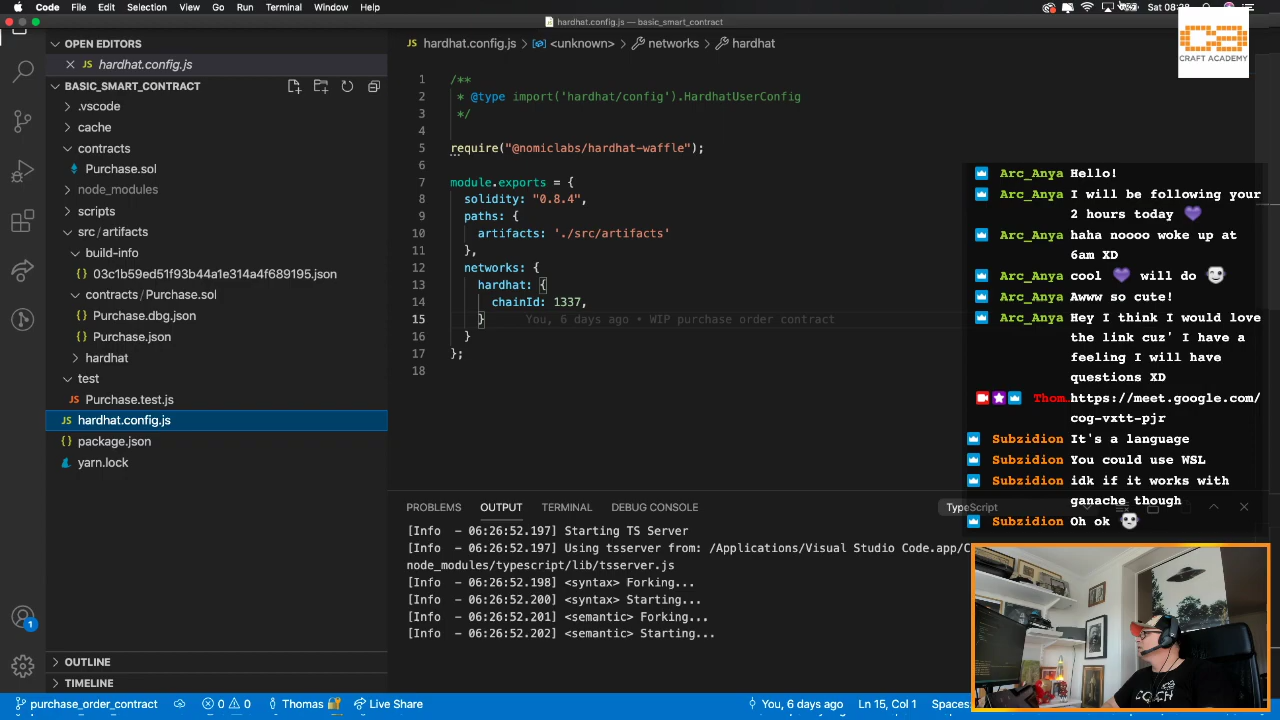 Code File Edit Selection View Go Run Terminal Window Help
Sat 08:28
hardhat.config.js — basic_smart_contract
CRAFT ACADEMY
OPEN EDITORS
hardhat.config.js
BASIC_SMART_CONTRACT
.vscode
cache
contracts
Purchase.sol
node_modules
scripts
src/artifacts
build-info
03c1b59ed51f93b44a1e314a4f689195.json
contracts/Purchase.sol
Purchase.dbg.json
Purchase.json
hardhat
test
Purchase.test.js
hardhat.config.js
package.json
yarn.lock
OUTLINE
TIMELINE
hardhat.config.js > <unknown> > networks > hardhat
1 /**
2 * @type import('hardhat/config').HardhatUserConfig
3 */
4
5 require("@nomiclabs/hardhat-waffle");
6
7 module.exports = {
8 solidity: "0.8.4",
9 paths: {
10 artifacts: './src/artifacts'
11 },
12 networks: {
13 hardhat: {
14 chainId: 1337,
15 } You, 6 days ago • WIP purchase order contract
16 }
17 };
18
PROBLEMS OUTPUT TERMINAL DEBUG CONSOLE
TypeScript
[Info - 06:26:52.197] Starting TS Server
[Info - 06:26:52.197] Using tsserver from: /Applications/Visual Studio Code.app/C
node_modules/typescript/lib/tsserver.js
[Info - 06:26:52.198] <syntax> Forking...
[Info - 06:26:52.200] <syntax> Starting...
[Info - 06:26:52.201] <semantic> Forking...
[Info - 06:26:52.202] <semantic> Starting...
Arc_Anya Hello!
Arc_Anya I will be following your
2 hours today 💜
Arc_Anya haha noooo woke up at
6am XD
Arc_Anya cool 💜 will do
Arc_Anya Awww so cute!
Arc_Anya Hey I think I would love
the link cuz' I have a
feeling I will have
questions XD
Thom… https://meet.google.com/
cog-vxtt-pjr
Subzidion It's a language
Subzidion You could use WSL
Subzidion idk if it works with
ganache though
Subzidion Oh ok
1
purchase_order_contract 0 0 Thomas Live Share You, 6 days ago Ln 15, Col 1 Spaces: